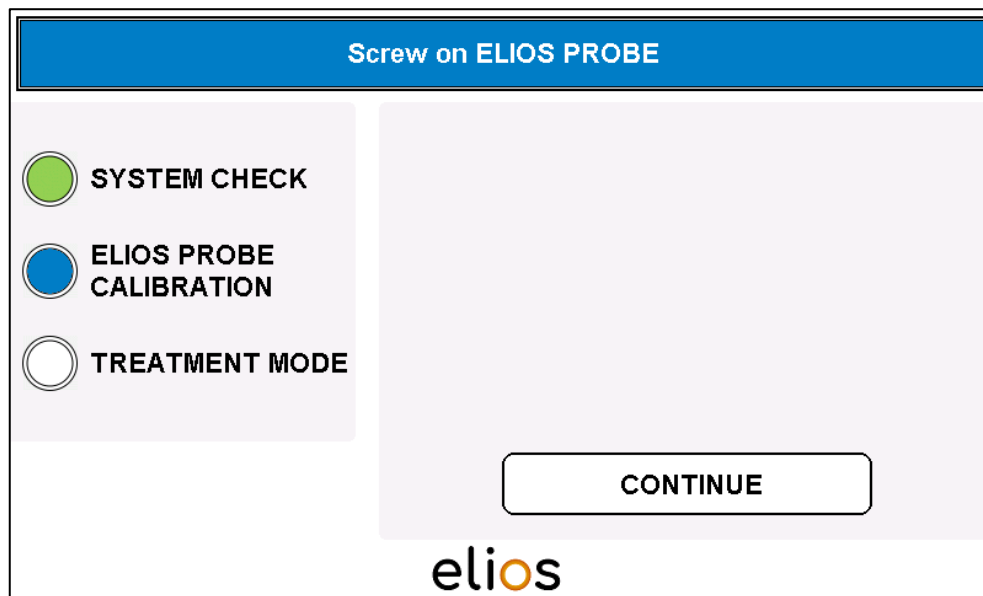 Screw on ELIOS PROBE
SYSTEM CHECK
ELIOS PROBE
CALIBRATION
TREATMENT MODE
CONTINUE
elios